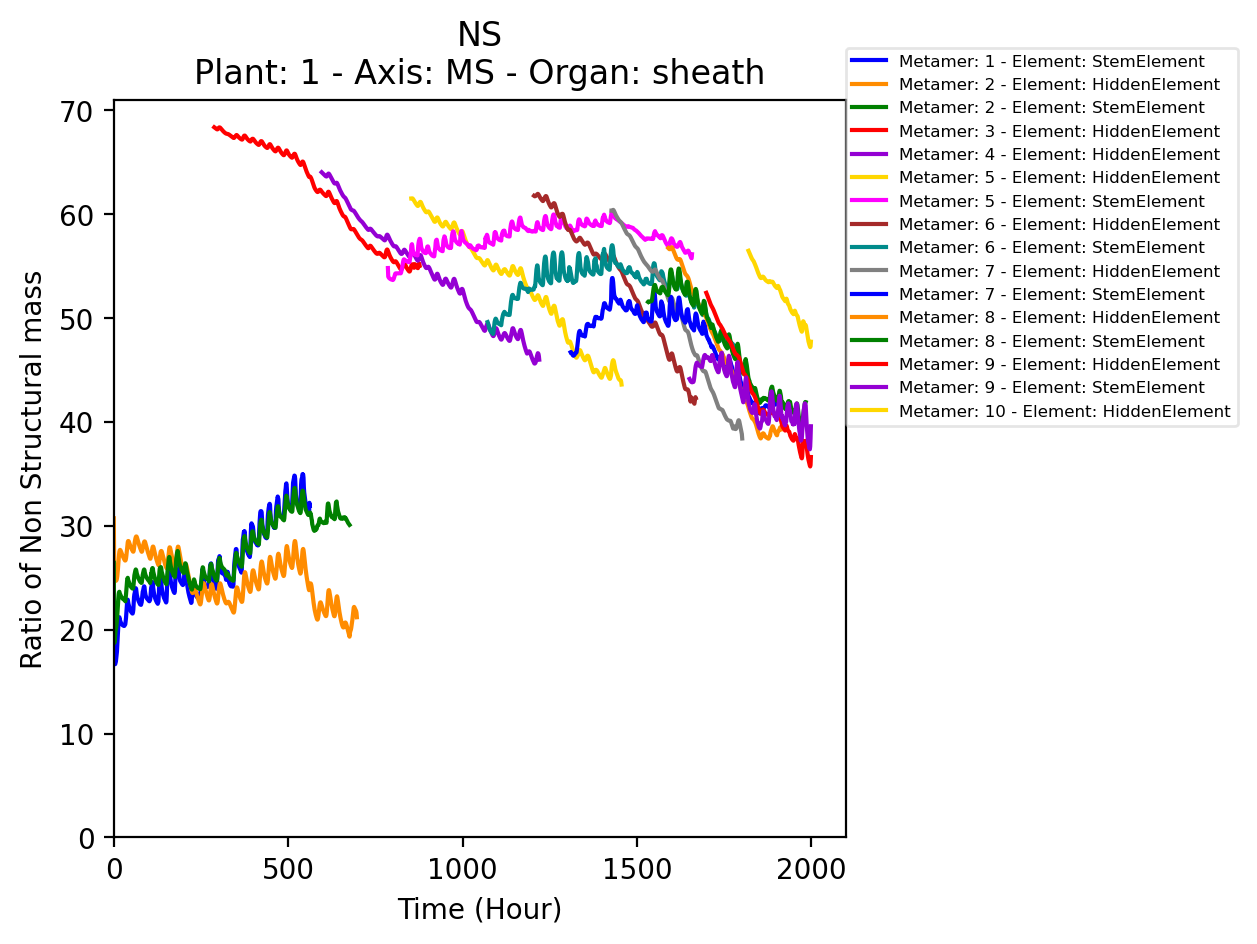 NS
Plant: 1 - Axis: MS - Organ: sheath
Metamer: 1 - Element: StemElement
Metamer: 2 - Element: HiddenElement
Metamer: 2 - Element: StemElement
Metamer: 3 - Element: HiddenElement
Metamer: 4 - Element: HiddenElement
Metamer: 5 - Element: HiddenElement
Metamer: 5 - Element: StemElement
Metamer: 6 - Element: HiddenElement
Metamer: 6 - Element: StemElement
Metamer: 7 - Element: HiddenElement
Metamer: 7 - Element: StemElement
Metamer: 8 - Element: HiddenElement
Metamer: 8 - Element: StemElement
Metamer: 9 - Element: HiddenElement
Metamer: 9 - Element: StemElement
Metamer: 10 - Element: HiddenElement
Ratio of Non Structural mass
70
60
50
40
30
20
10
0
0 500 1000 1500 2000
Time (Hour)